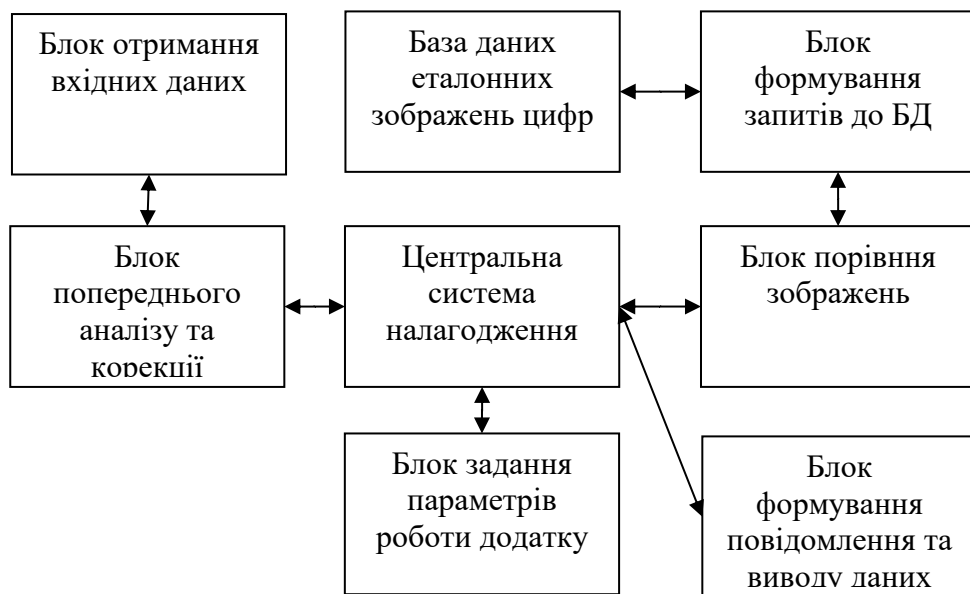 Блок отримання
вхідних даних
База даних
еталонних
зображень цифр
Блок
формування
запитів до БД
Блок
попереднього
аналізу та
корекції
Центральна
система
налагодження
Блок порівння
зображень
Блок задання
параметрів
роботи додатку
Блок
формування
повідомлення та
виводу даних